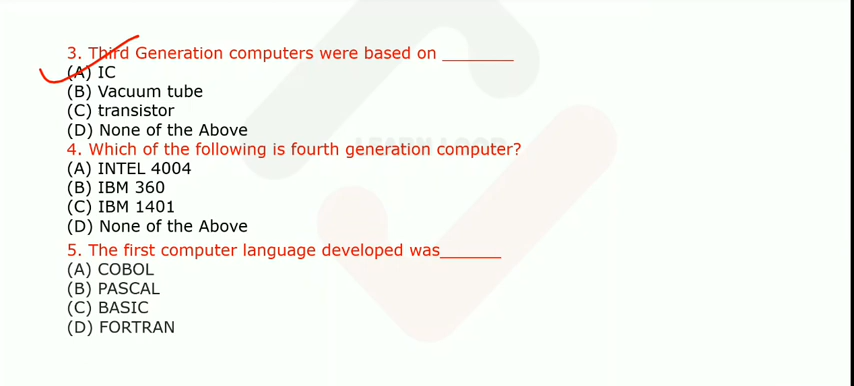 3. Third Generation computers were based on ________
(A) IC
(B) Vacuum tube
(C) transistor
(D) None of the Above
4. Which of the following is fourth generation computer?
(A) INTEL 4004
(B) IBM 360
(C) IBM 1401
(D) None of the Above
5. The first computer language developed was_______
(A) COBOL
(B) PASCAL
(C) BASIC
(D) FORTRAN